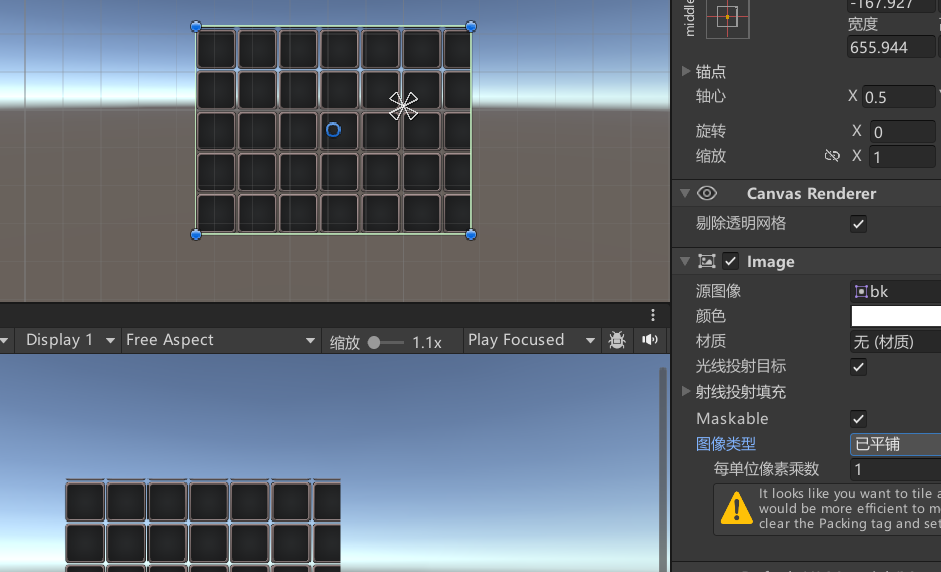 middle
-167.927
宽度
655.944
锚点
轴心 X 0.5
旋转 X 0
缩放 X 1
Canvas Renderer
剔除透明网格
Image
源图像 bk
颜色
材质 无 (材质)
光线投射目标
射线投射填充
Maskable
图像类型 已平铺
每单位像素乘数 1
It looks like you want to tile a
would be more efficient to m
clear the Packing tag and set
Display 1 Free Aspect 缩放 1.1x Play Focused